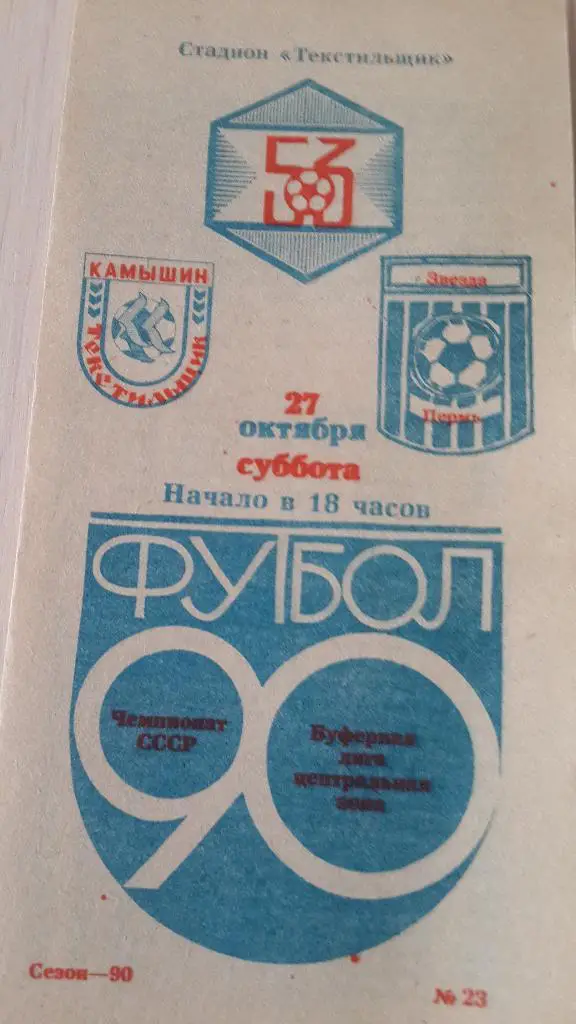 Стадион «Текстильщик»
53
КАМЫШИН
ТЕКСТИЛЬЩИК
Звезда
Пермь
27
октября
суббота
Начало в 18 часов
ФУТБОЛ
90
Чемпионат
СССР
Буферная
лига
центральная
зона
Сезон—90
№ 23